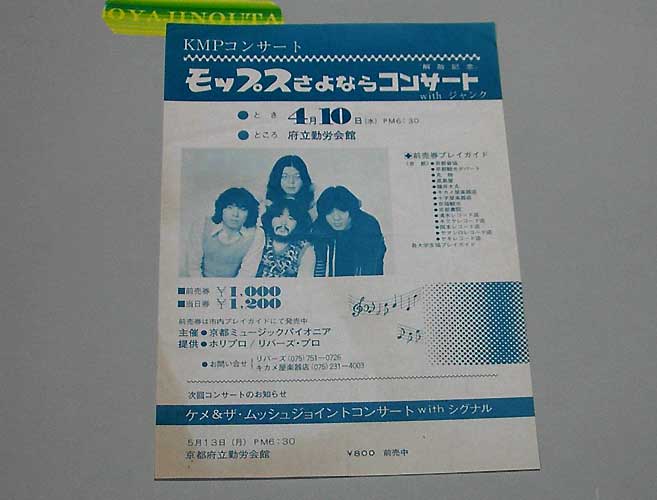 OYAJINOUTA
KMPコンサート
解散記念
モップスさよならコンサート
with ジャンク
●とき 4月10日(水) PM6:30
●ところ 府立勤労会館
前売券プレイガイド
■前売券 ¥1,000
■当日券 ¥1,200
前売券は市内プレイガイドにて発売中
主催●京都ミュージックパイオニア
提供●ホリプロ/リバーズ・プロ
●お問い合せ リバーズ(075)751-0726
キカメ屋楽器店(075)231-4003
次回コンサートのお知らせ
ケメ&ザ・ムッシュジョイントコンサート with シグナル
5月13日(月) PM6:30
京都府立勤労会館 ¥800 前売中